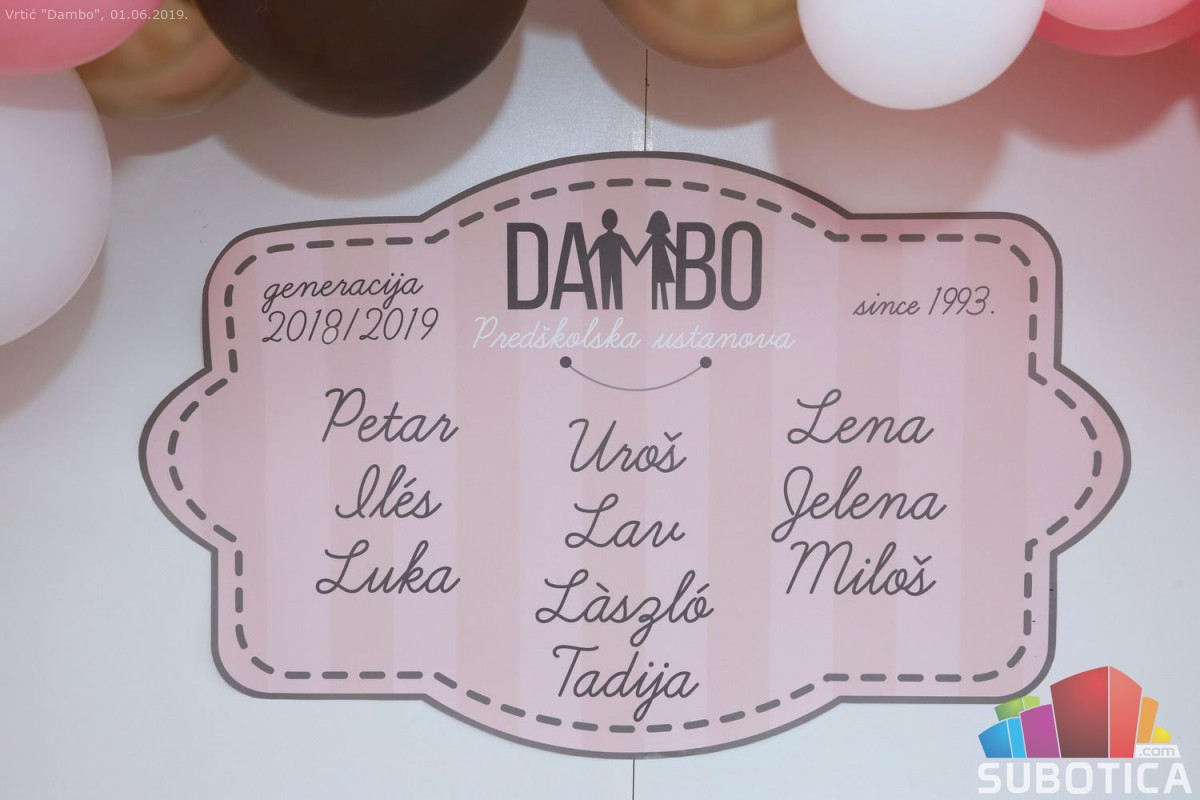 Vrtić "Dambo", 01.06.2019.
DAMBO
Predškolska ustanova
generacija
2018/2019
since 1993.
Petar
Ilés
Luka
Uroš
Lav
Làszló
Tadija
Lena
Jelena
Miloš
.com
SUBOTICA